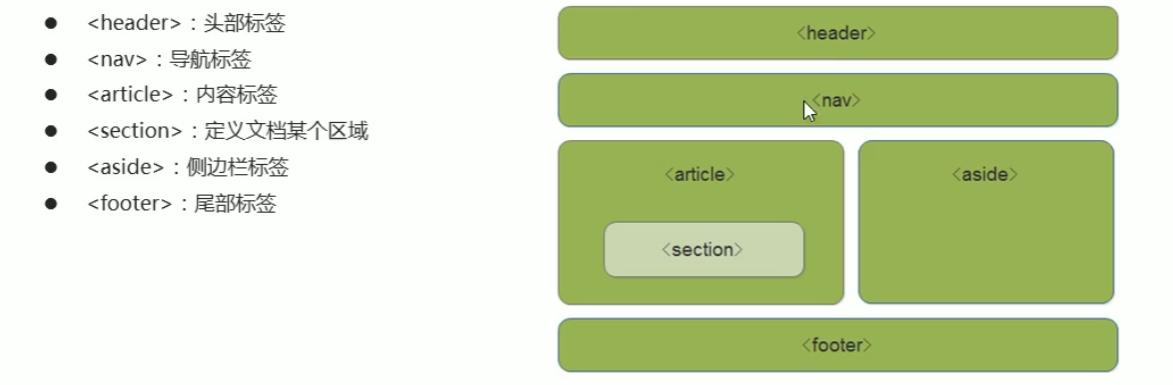 ● <header>：头部标签
● <nav>：导航标签
● <article>：内容标签
● <section>：定义文档某个区域
● <aside>：侧边栏标签
● <footer>：尾部标签
<header>
<nav>
<article>
<aside>
<section>
<footer>